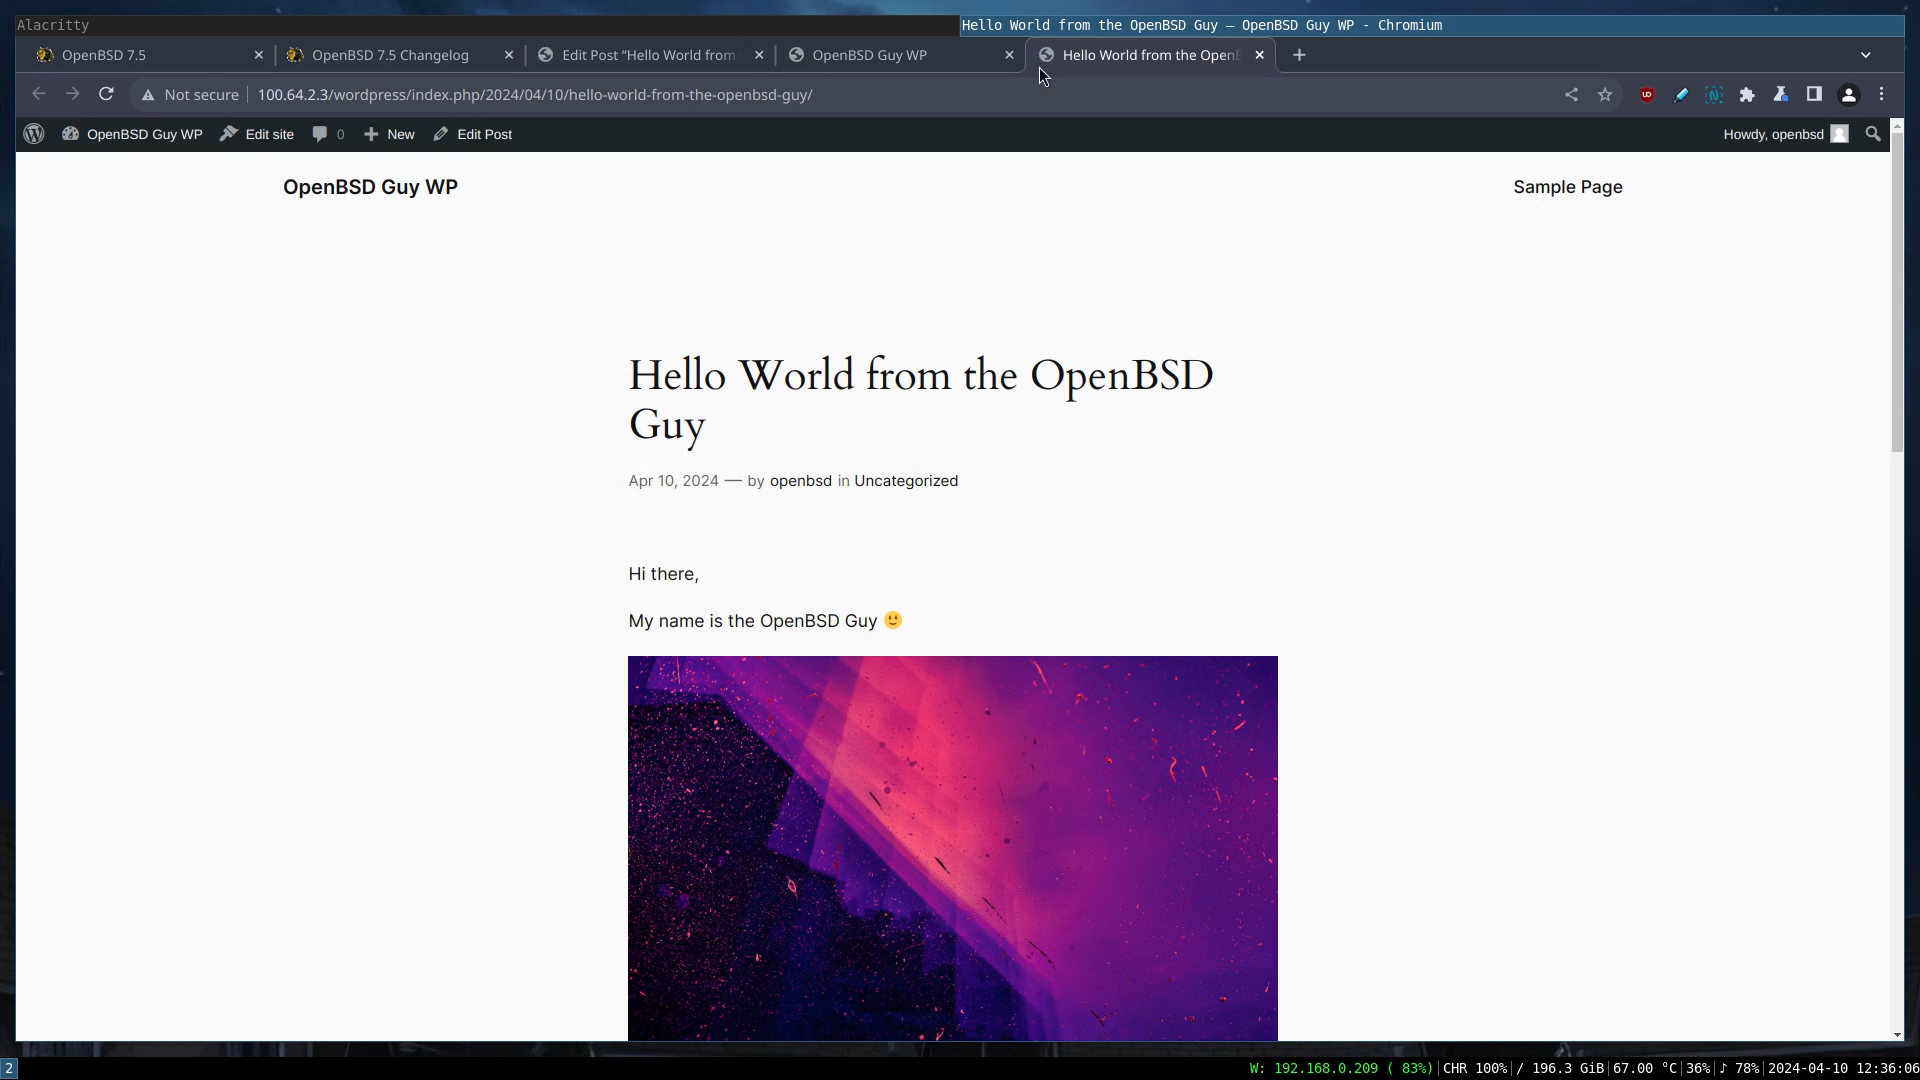 Alacritty
Hello World from the OpenBSD Guy — OpenBSD Guy WP - Chromium
OpenBSD 7.5
OpenBSD 7.5 Changelog
Edit Post “Hello World from
OpenBSD Guy WP
Hello World from the OpenB
Not secure
100.64.2.3/wordpress/index.php/2024/04/10/hello-world-from-the-openbsd-guy/
OpenBSD Guy WP
Edit site
0
New
Edit Post
Howdy, openbsd
OpenBSD Guy WP
Sample Page
Hello World from the OpenBSD
Guy
Apr 10, 2024 — by openbsd in Uncategorized
Hi there,
My name is the OpenBSD Guy 🙂
2
W: 192.168.0.209 ( 83%)|CHR 100%|/ 196.3 GiB|67.00 °C|36%|♪ 78%|2024-04-10 12:36:06